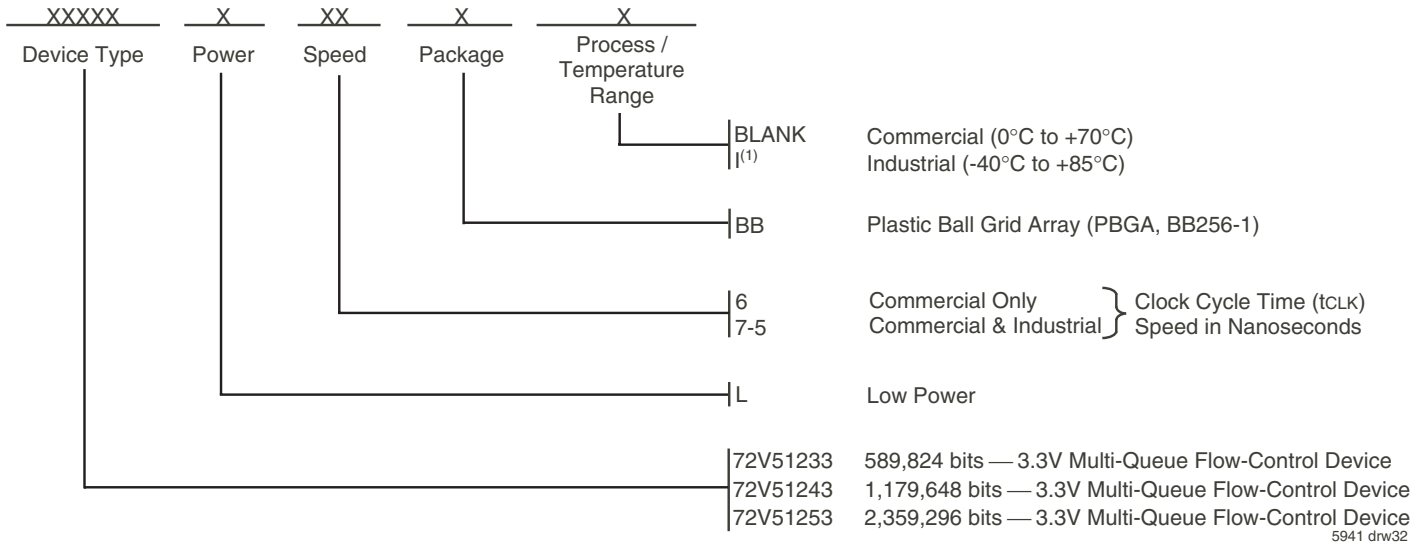 XXXXX X XX X X
Device Type Power Speed Package Process / Temperature Range
BLANK Commercial (0°C to +70°C)
I(1) Industrial (-40°C to +85°C)
BB Plastic Ball Grid Array (PBGA, BB256-1)
6 Commercial Only Clock Cycle Time (tCLK)
7-5 Commercial & Industrial Speed in Nanoseconds
L Low Power
72V51233 589,824 bits — 3.3V Multi-Queue Flow-Control Device
72V51243 1,179,648 bits — 3.3V Multi-Queue Flow-Control Device
72V51253 2,359,296 bits — 3.3V Multi-Queue Flow-Control Device
5941 drw32